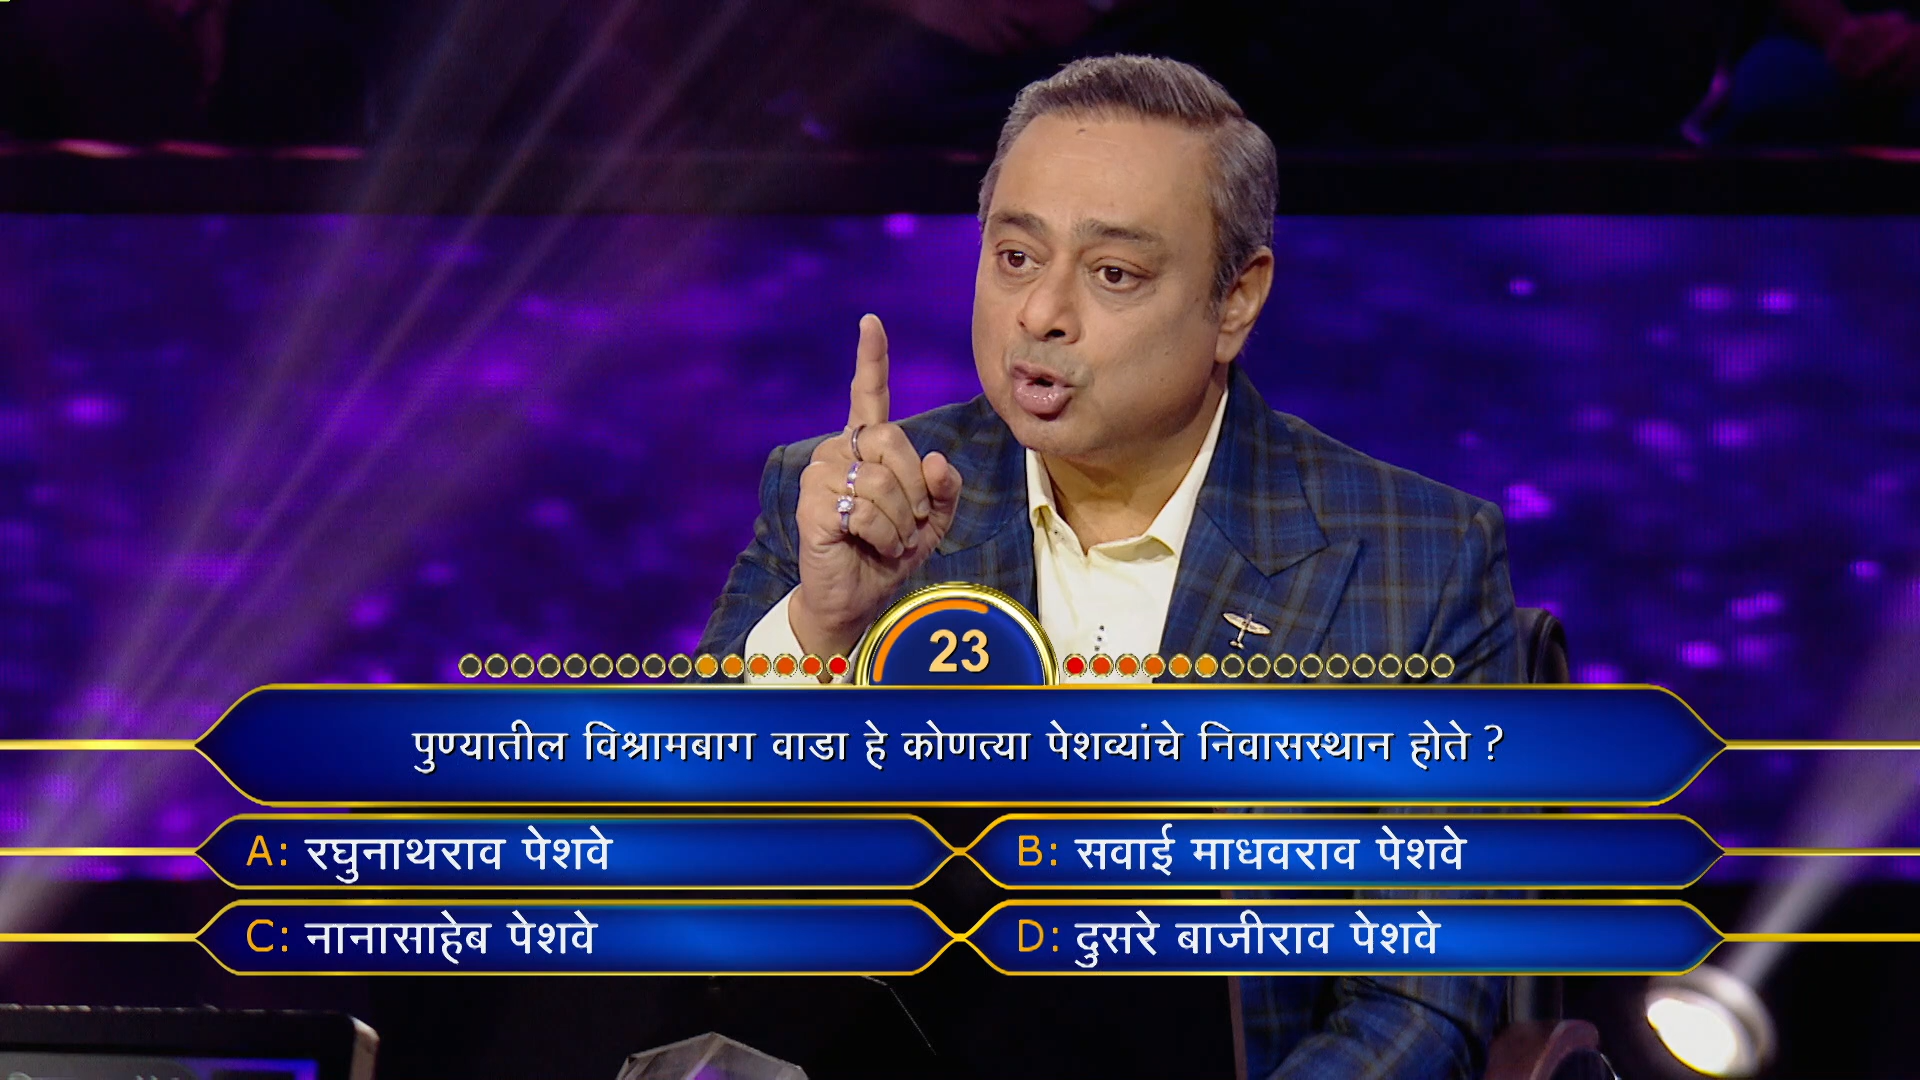 23
पुण्यातील विश्रामबाग वाडा हे कोणत्या पेशव्यांचे निवासस्थान होते ?
A: रघुनाथराव पेशवे
B: सवाई माधवराव पेशवे
C: नानासाहेब पेशवे
D: दुसरे बाजीराव पेशवे